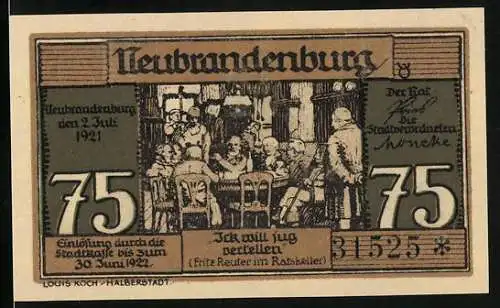 Neubrandenburg
Neubrandenburg
den 2. Juli
1921
Der Rat
Die
Stadtverordneten
75
75
Einlösung durch die
Stadtkasse bis zum
30. Juni 1922.
„Ick will jug
vertellen"
(Fritz Reuter im Ratskeller)
31525 *
LOUIS KOCH - HALBERSTADT.